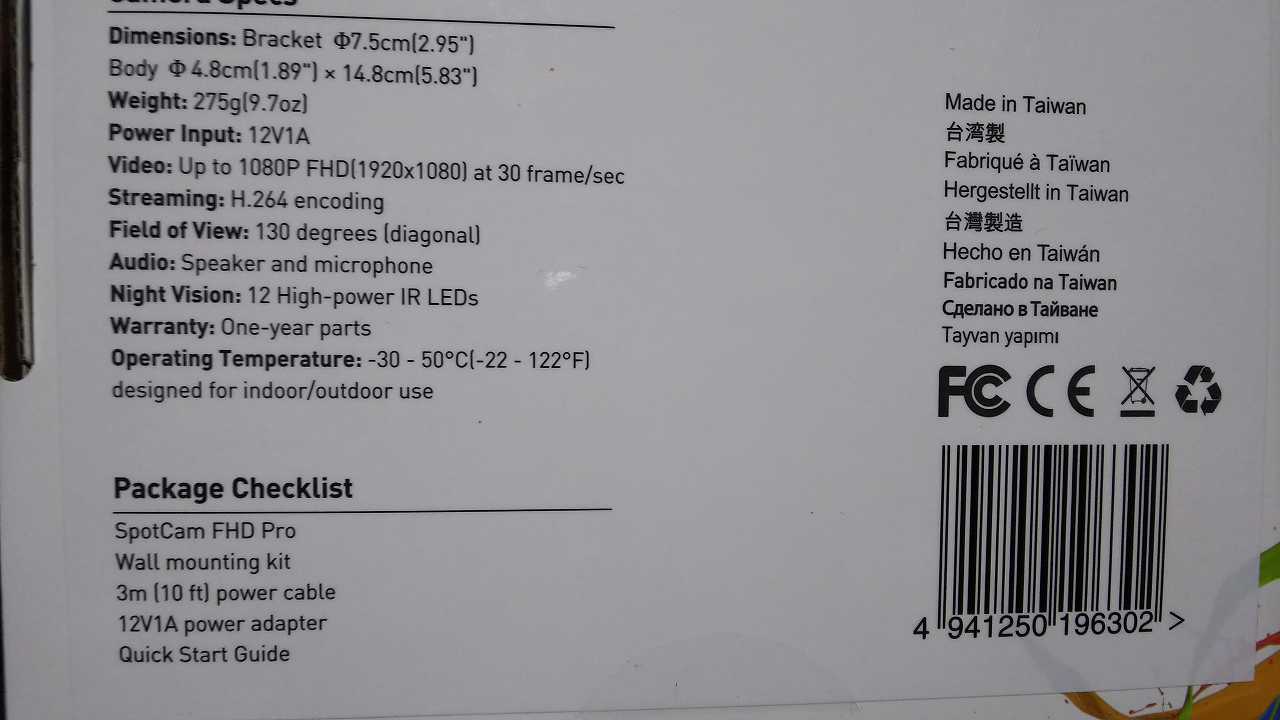 Camera Specs
Dimensions: Bracket Φ7.5cm(2.95")
Body Φ4.8cm(1.89") × 14.8cm(5.83")
Weight: 275g(9.7oz)
Power Input: 12V1A
Video: Up to 1080P FHD(1920x1080) at 30 frame/sec
Streaming: H.264 encoding
Field of View: 130 degrees (diagonal)
Audio: Speaker and microphone
Night Vision: 12 High-power IR LEDs
Warranty: One-year parts
Operating Temperature: -30 - 50°C(-22 - 122°F)
designed for indoor/outdoor use
Package Checklist
SpotCam FHD Pro
Wall mounting kit
3m (10 ft) power cable
12V1A power adapter
Quick Start Guide
Made in Taiwan
台湾製
Fabriqué à Taïwan
Hergestellt in Taiwan
台灣製造
Hecho en Taiwán
Fabricado na Taiwan
Сделано в Тайване
Tayvan yapımı
FC CE
4 941250 196302 >